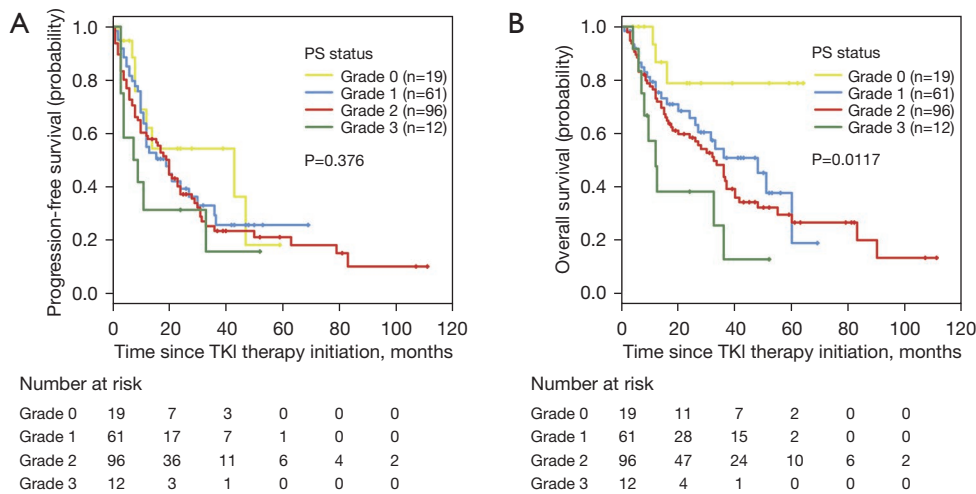 A
Progression-free survival (probability)
1.0
0.8
0.6
0.4
0.2
0.0
PS status
Grade 0 (n=19)
Grade 1 (n=61)
Grade 2 (n=96)
Grade 3 (n=12)
P=0.376
0 20 40 60 80 100 120
Time since TKI therapy initiation, months
Number at risk
Grade 0 19 7 3 0 0 0
Grade 1 61 17 7 1 0 0
Grade 2 96 36 11 6 4 2
Grade 3 12 3 1 0 0 0
B
Overall survival (probability)
1.0
0.8
0.6
0.4
0.2
0.0
PS status
Grade 0 (n=19)
Grade 1 (n=61)
Grade 2 (n=96)
Grade 3 (n=12)
P=0.0117
0 20 40 60 80 100 120
Time since TKI therapy initiation, months
Number at risk
Grade 0 19 11 7 2 0 0
Grade 1 61 28 15 2 0 0
Grade 2 96 47 24 10 6 2
Grade 3 12 4 1 0 0 0